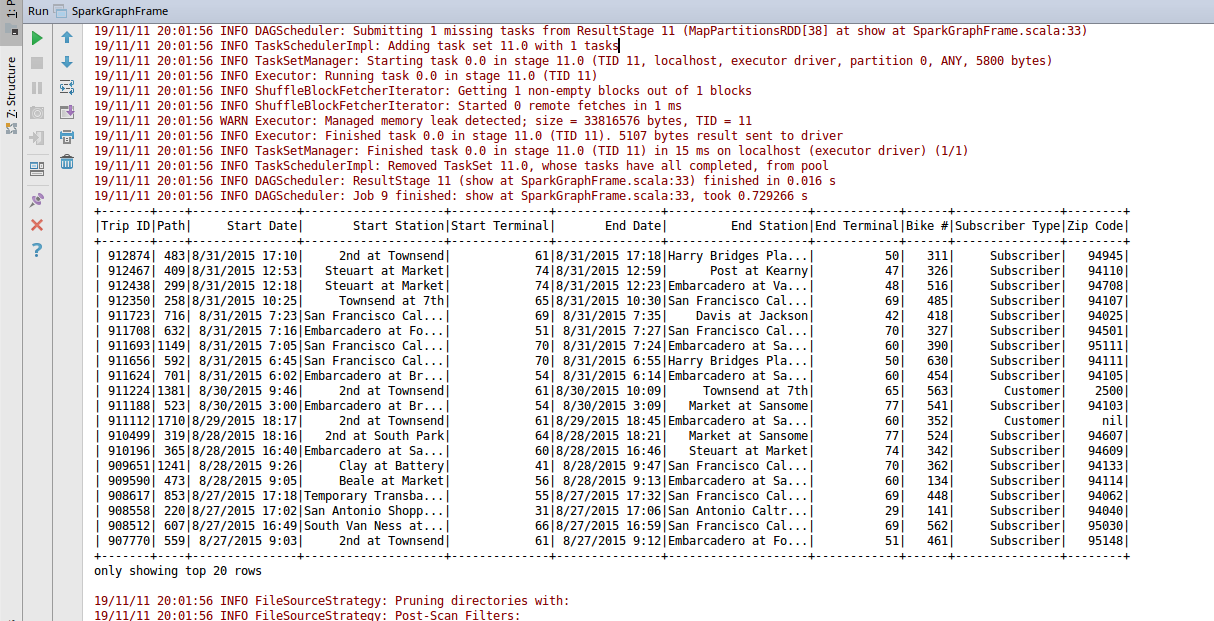 Run SparkGraphFrame
1: P
Z: Structure
19/11/11 20:01:56 INFO DAGScheduler: Submitting 1 missing tasks from ResultStage 11 (MapPartitionsRDD[38] at show at SparkGraphFrame.scala:33)
19/11/11 20:01:56 INFO TaskSchedulerImpl: Adding task set 11.0 with 1 tasks
19/11/11 20:01:56 INFO TaskSetManager: Starting task 0.0 in stage 11.0 (TID 11, localhost, executor driver, partition 0, ANY, 5800 bytes)
19/11/11 20:01:56 INFO Executor: Running task 0.0 in stage 11.0 (TID 11)
19/11/11 20:01:56 INFO ShuffleBlockFetcherIterator: Getting 1 non-empty blocks out of 1 blocks
19/11/11 20:01:56 INFO ShuffleBlockFetcherIterator: Started 0 remote fetches in 1 ms
19/11/11 20:01:56 WARN Executor: Managed memory leak detected; size = 33816576 bytes, TID = 11
19/11/11 20:01:56 INFO Executor: Finished task 0.0 in stage 11.0 (TID 11). 5107 bytes result sent to driver
19/11/11 20:01:56 INFO TaskSetManager: Finished task 0.0 in stage 11.0 (TID 11) in 15 ms on localhost (executor driver) (1/1)
19/11/11 20:01:56 INFO TaskSchedulerImpl: Removed TaskSet 11.0, whose tasks have all completed, from pool
19/11/11 20:01:56 INFO DAGScheduler: ResultStage 11 (show at SparkGraphFrame.scala:33) finished in 0.016 s
19/11/11 20:01:56 INFO DAGScheduler: Job 9 finished: show at SparkGraphFrame.scala:33, took 0.729266 s
+-------+----+---------------+--------------------+--------------+---------------+--------------------+------------+------+---------------+--------+
|Trip ID|Path|     Start Date|       Start Station|Start Terminal|       End Date|         End Station|End Terminal|Bike #|Subscriber Type|Zip Code|
+-------+----+---------------+--------------------+--------------+---------------+--------------------+------------+------+---------------+--------+
| 912874| 483|8/31/2015 17:10|     2nd at Townsend|            61|8/31/2015 17:18|Harry Bridges Pla...|          50|   311|     Subscriber|   94945|
| 912467| 409|8/31/2015 12:53|   Steuart at Market|            74|8/31/2015 12:59|      Post at Kearny|          47|   326|     Subscriber|   94110|
| 912438| 299|8/31/2015 12:18|   Steuart at Market|            74|8/31/2015 12:23|Embarcadero at Va...|          48|   516|     Subscriber|   94708|
| 912350| 258|8/31/2015 10:25|     Townsend at 7th|            65|8/31/2015 10:30|San Francisco Cal...|          69|   485|     Subscriber|   94107|
| 911723| 716| 8/31/2015 7:23|San Francisco Cal...|            69| 8/31/2015 7:35|    Davis at Jackson|          42|   418|     Subscriber|   94025|
| 911708| 632| 8/31/2015 7:16|Embarcadero at Fo...|            51| 8/31/2015 7:27|San Francisco Cal...|          70|   327|     Subscriber|   94501|
| 911693|1149| 8/31/2015 7:05|San Francisco Cal...|            70| 8/31/2015 7:24|Embarcadero at Sa...|          60|   390|     Subscriber|   95111|
| 911656| 592| 8/31/2015 6:45|San Francisco Cal...|            70| 8/31/2015 6:55|Harry Bridges Pla...|          50|   630|     Subscriber|   94111|
| 911624| 701| 8/31/2015 6:02|Embarcadero at Br...|            54| 8/31/2015 6:14|Embarcadero at Sa...|          60|   454|     Subscriber|   94105|
| 911224|1381| 8/30/2015 9:46|     2nd at Townsend|            61|8/30/2015 10:09|     Townsend at 7th|          65|   563|       Customer|    2500|
| 911188| 523| 8/30/2015 3:00|Embarcadero at Br...|            54| 8/30/2015 3:09|   Market at Sansome|          77|   541|     Subscriber|   94103|
| 911112|1710|8/29/2015 18:17|     2nd at Townsend|            61|8/29/2015 18:45|Embarcadero at Sa...|          60|   352|       Customer|     nil|
| 910499| 319|8/28/2015 18:16|   2nd at South Park|            64|8/28/2015 18:21|   Market at Sansome|          77|   524|     Subscriber|   94607|
| 910196| 365|8/28/2015 16:40|Embarcadero at Sa...|            60|8/28/2015 16:46|   Steuart at Market|          74|   342|     Subscriber|   94609|
| 909651|1241| 8/28/2015 9:26|     Clay at Battery|            41| 8/28/2015 9:47|San Francisco Cal...|          70|   362|     Subscriber|   94133|
| 909590| 473| 8/28/2015 9:05|     Beale at Market|            56| 8/28/2015 9:13|Embarcadero at Sa...|          60|   134|     Subscriber|   94114|
| 908617| 853|8/27/2015 17:18|Temporary Transba...|            55|8/27/2015 17:32|San Francisco Cal...|          69|   448|     Subscriber|   94062|
| 908558| 220|8/27/2015 17:02|San Antonio Shopp...|            31|8/27/2015 17:06|San Antonio Caltr...|          29|   141|     Subscriber|   94040|
| 908512| 607|8/27/2015 16:49|South Van Ness at...|            66|8/27/2015 16:59|San Francisco Cal...|          69|   562|     Subscriber|   95030|
| 907770| 559| 8/27/2015 9:03|     2nd at Townsend|            61| 8/27/2015 9:12|Embarcadero at Fo...|          51|   461|     Subscriber|   95148|
+-------+----+---------------+--------------------+--------------+---------------+--------------------+------------+------+---------------+--------+
only showing top 20 rows
19/11/11 20:01:56 INFO FileSourceStrategy: Pruning directories with:
19/11/11 20:01:56 INFO FileSourceStrategy: Post-Scan Filters: